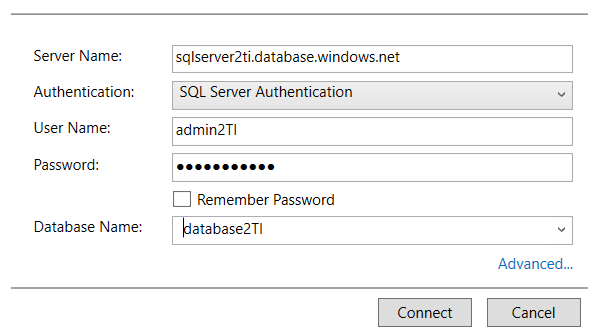 Server Name: sqlserver2ti.database.windows.net
Authentication: SQL Server Authentication
User Name: admin2TI
Password: ●●●●●●●●●●●
Remember Password
Database Name: database2TI
Advanced...
Connect Cancel